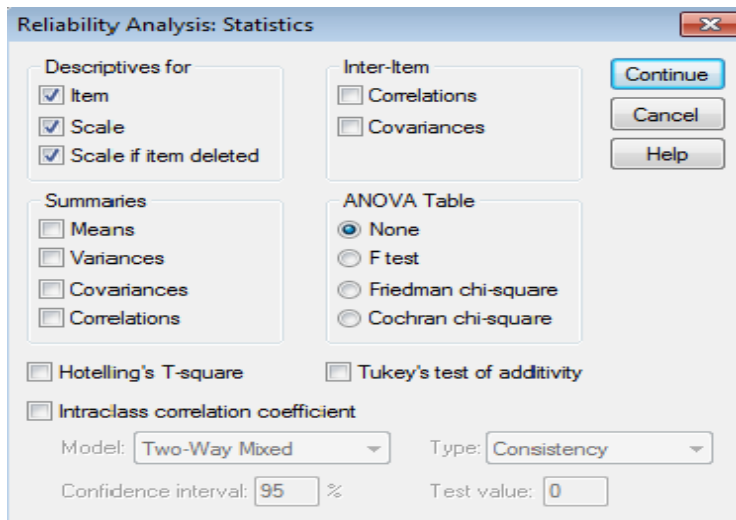 Reliability Analysis: Statistics
Descriptives for
Item
Scale
Scale if item deleted
Inter-Item
Correlations
Covariances
Continue
Cancel
Help
Summaries
Means
Variances
Covariances
Correlations
ANOVA Table
None
F test
Friedman chi-square
Cochran chi-square
Hotelling's T-square
Tukey's test of additivity
Intraclass correlation coefficient
Model: Two-Way Mixed
Type: Consistency
Confidence interval: 95 %
Test value: 0